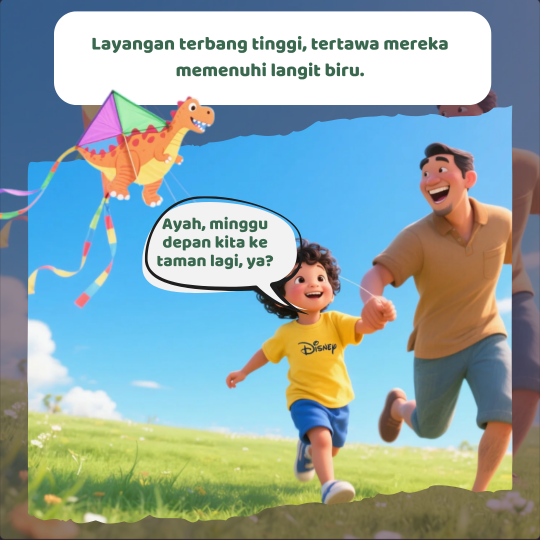 Layangan terbang tinggi, tertawa mereka
memenuhi langit biru.
Ayah, minggu
depan kita ke
taman lagi, ya?
Disney